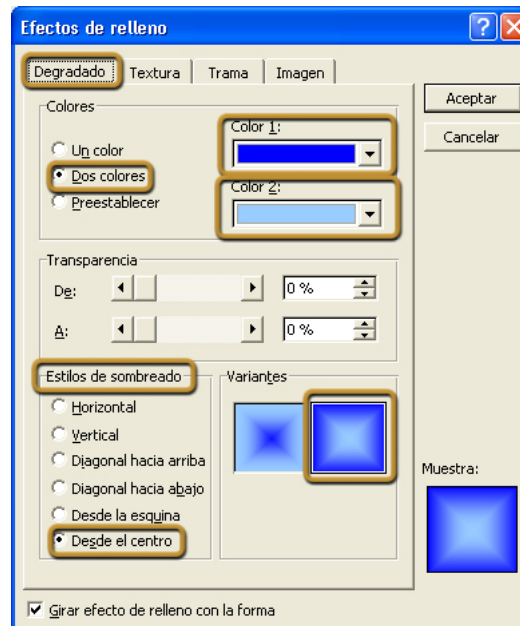 Efectos de relleno
Degradado Textura Trama Imagen
Aceptar
Cancelar
Colores
Un color
Dos colores
Preestablecer
Color 1:
Color 2:
Transparencia
De: 0 %
A: 0 %
Estilos de sombreado
Horizontal
Vertical
Diagonal hacia arriba
Diagonal hacia abajo
Desde la esquina
Desde el centro
Variantes
Muestra:
Girar efecto de relleno con la forma